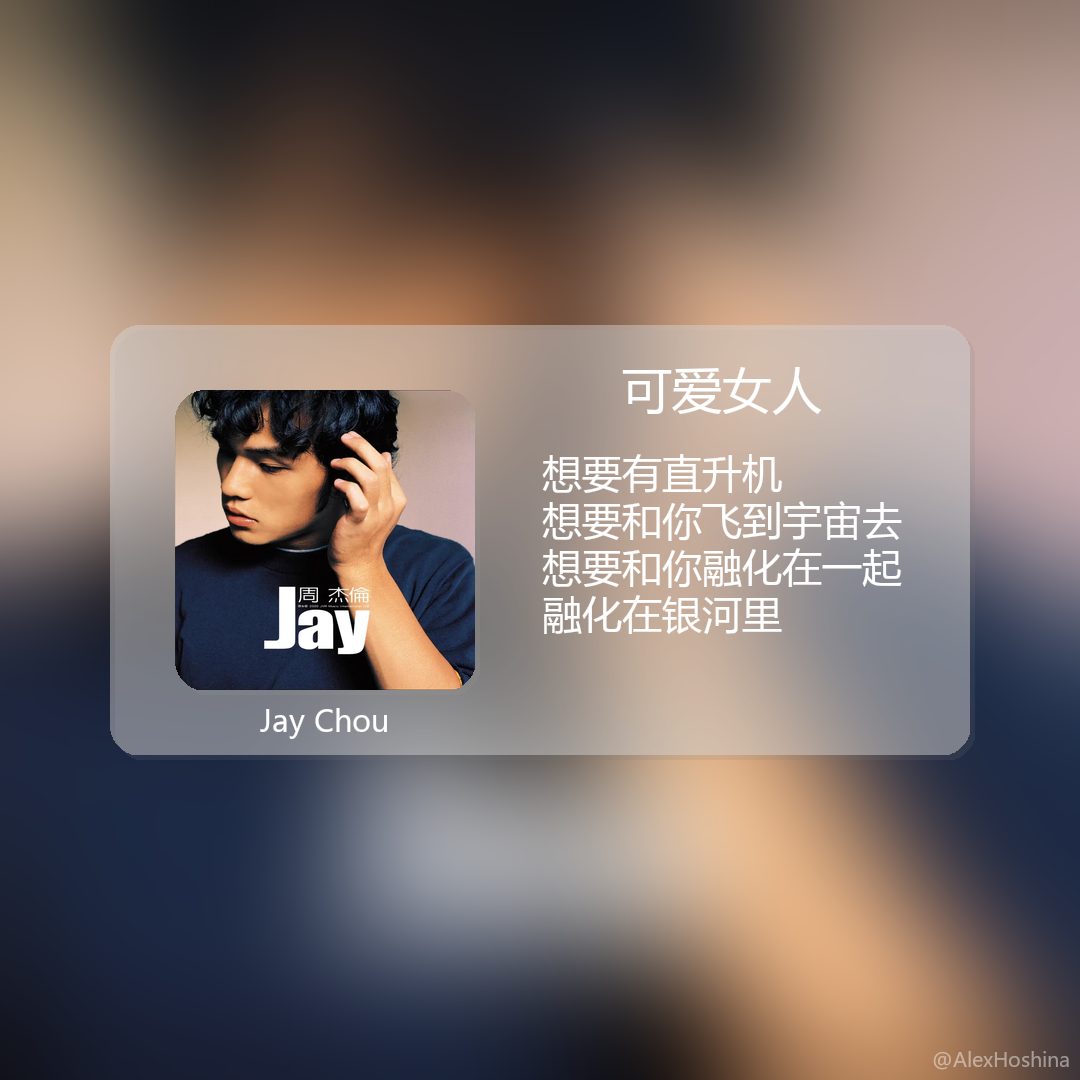 可爱女人
想要有直升机
想要和你飞到宇宙去
想要和你融化在一起
融化在银河里
周 杰倫
Jay
Jay Chou
@AlexHoshina